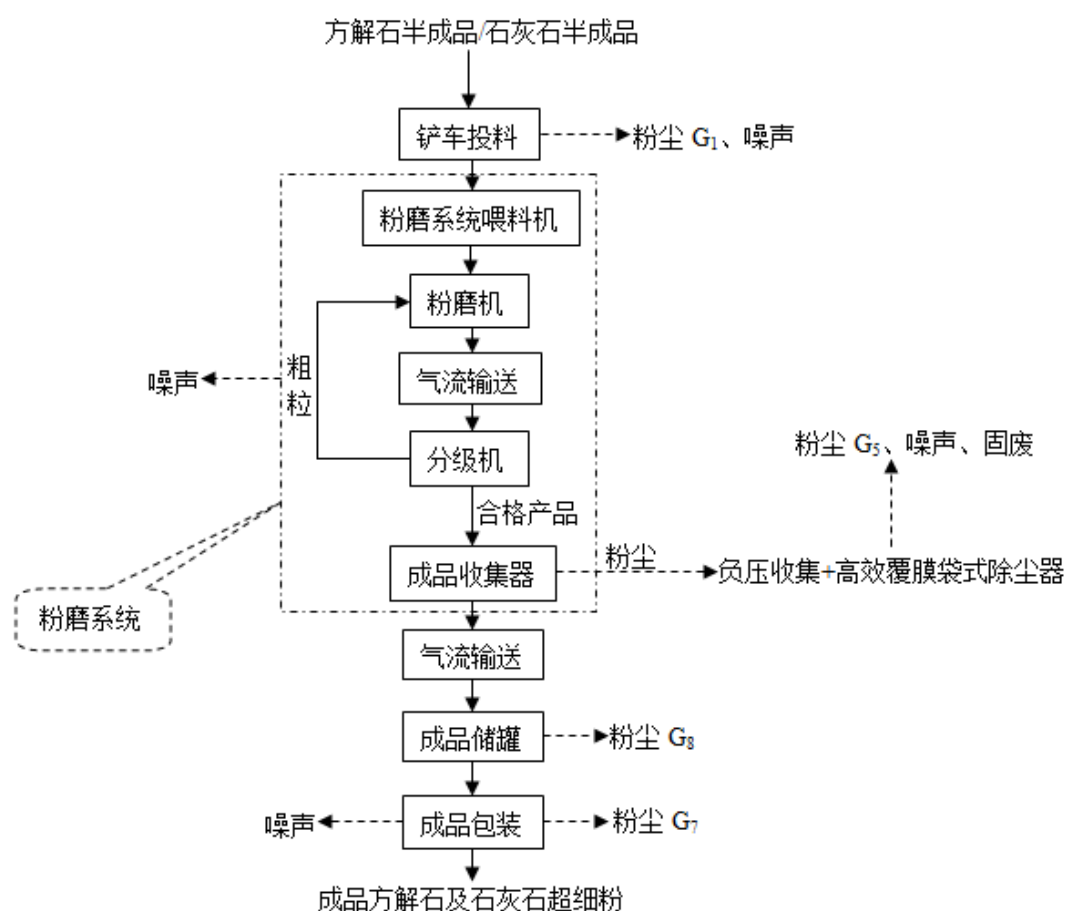 方解石半成品/石灰石半成品
铲车投料
粉尘 G₁、噪声
粉磨系统喂料机
粉磨机
气流输送
粗
粒
噪声
分级机
粉尘 G₅、噪声、固废
合格产品
成品收集器
粉尘
负压收集+高效覆膜袋式除尘器
粉磨系统
气流输送
成品储罐
粉尘 G₈
噪声
成品包装
粉尘 G₇
成品方解石及石灰石超细粉